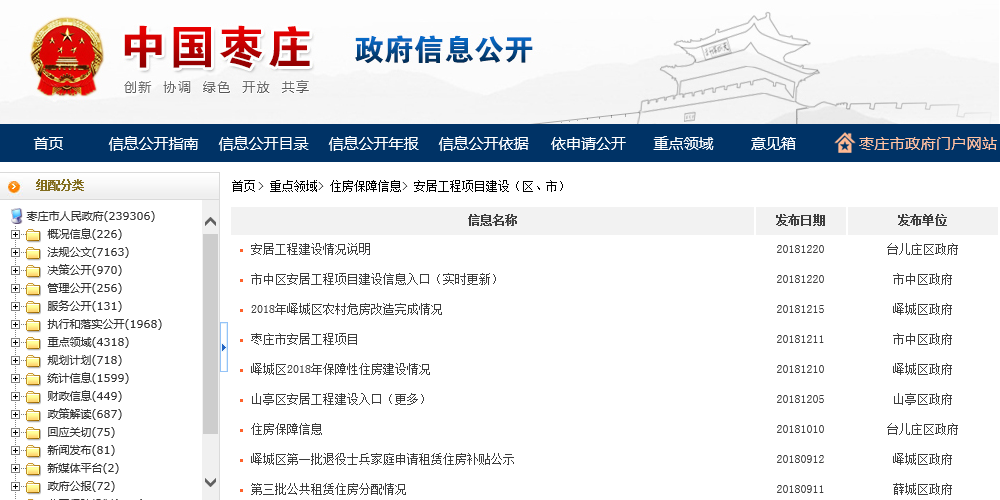 中国枣庄
政府信息公开
创新 协调 绿色 开放 共享
首页 信息公开指南 信息公开目录 信息公开年报 信息公开依据 依申请公开 重点领域 意见箱 枣庄市政府门户网站
组配分类
枣庄市人民政府(239306)
概况信息(226)
法规公文(7163)
决策公开(970)
管理公开(256)
服务公开(131)
执行和落实公开(1968)
重点领域(4318)
规划计划(718)
统计信息(1599)
财政信息(449)
政策解读(687)
回应关切(75)
新闻发布(81)
新媒体平台(2)
政府公报(72)
首页> 重点领域> 住房保障信息> 安居工程项目建设（区、市）
信息名称 发布日期 发布单位
安居工程建设情况说明 20181220 台儿庄区政府
市中区安居工程项目建设信息入口（实时更新） 20181220 市中区政府
2018年峄城区农村危房改造完成情况 20181215 峄城区政府
枣庄市安居工程项目 20181211 市中区政府
峄城区2018年保障性住房建设情况 20181210 峄城区政府
山亭区安居工程建设入口（更多） 20181205 山亭区政府
住房保障信息 20181010 台儿庄区政府
峄城区第一批退役士兵家庭申请租赁住房补贴公示 20180912 峄城区政府
第三批公共租赁住房分配情况 20180911 薛城区政府